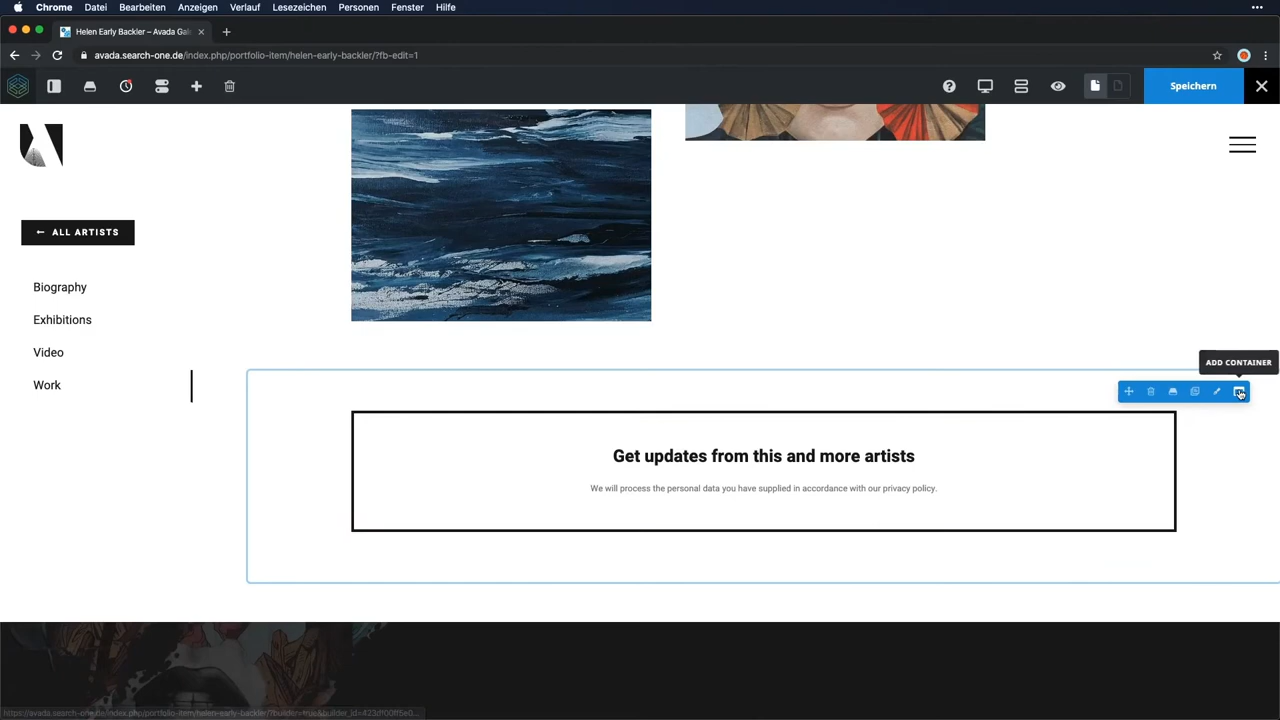 Chrome Datei Bearbeiten Anzeigen Verlauf Lesezeichen Personen Fenster Hilfe
Helen Early Backler – Avada Gal
avada.search-one.de/index.php/portfolio-item/helen-early-backler/?fb-edit=1
Speichern
← ALL ARTISTS
Biography
Exhibitions
Video
Work
ADD CONTAINER
Get updates from this and more artists
We will process the personal data you have supplied in accordance with our privacy policy.